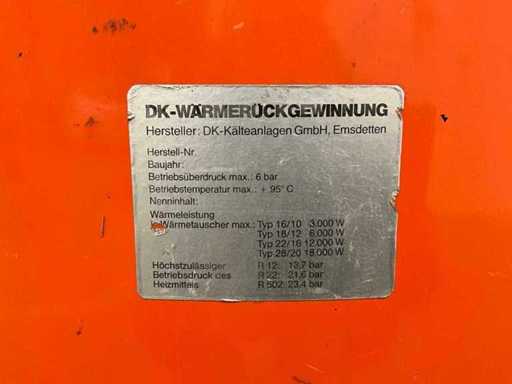 DK-WÄRMERÜCKGEWINNUNG
Hersteller: DK-Kälteanlagen GmbH, Emsdetten
Herstell-Nr.
Baujahr:
Betriebsüberdruck max.: 6 bar
Betriebstemperatur max.: + 95° C
Nenninhalt:
Wärmeleistung
je Wärmetauscher max.: Typ 16/10 3.000 W
Typ 18/12 6.000 W
Typ 22/16 12.000 W
Typ 28/20 18.000 W
Höchstzulässiger R 12: 13,7 bar
Betriebsdruck des R 22: 21,6 bar
Heizmittels R 502: 23,4 bar